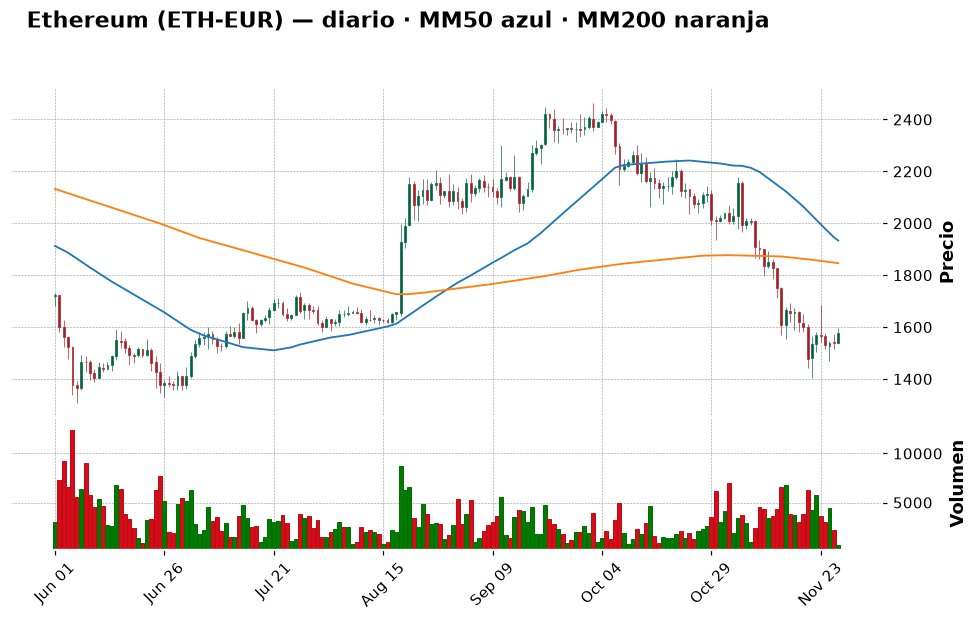 Ethereum (ETH-EUR) — diario · MM50 azul · MM200 naranja
2400
2200
2000
1800
1600
1400
Precio
10000
5000
Volumen
Jun 01
Jun 26
Jul 21
Aug 15
Sep 09
Oct 04
Oct 29
Nov 23